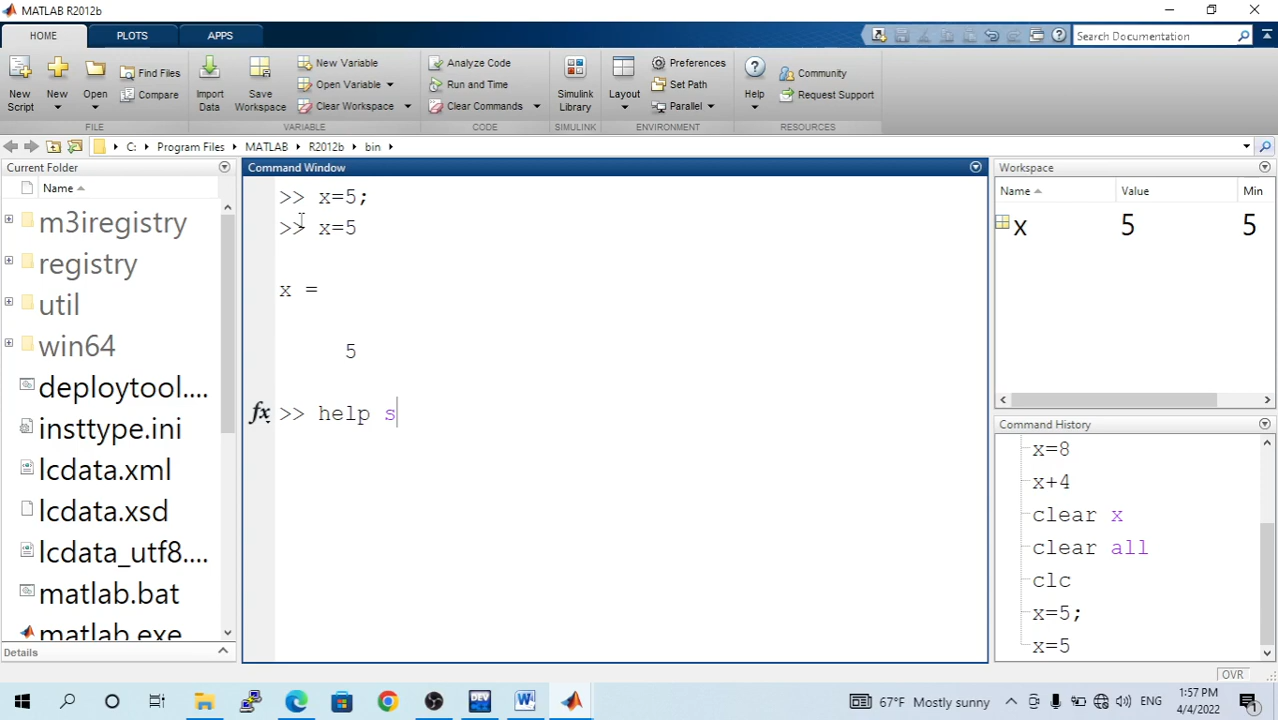 MATLAB R2012b
HOME PLOTS APPS
Search Documentation
New Script
New
Open
Find Files
Compare
Import Data
Save Workspace
New Variable
Open Variable
Clear Workspace
Analyze Code
Run and Time
Clear Commands
Simulink Library
Layout
Preferences
Set Path
Parallel
Help
Community
Request Support
FILE VARIABLE CODE SIMULINK ENVIRONMENT RESOURCES
C: Program Files MATLAB R2012b bin
Current Folder
Name
m3iregistry
registry
util
win64
deploytool....
insttype.ini
lcdata.xml
lcdata.xsd
lcdata_utf8....
matlab.bat
matlab.exe
Details
Command Window
>> x=5;
>> x=5
x =
5
fx >> help s
Workspace
Name Value Min
x 5 5
Command History
x=8
x+4
clear x
clear all
clc
x=5;
x=5
OVR
DEV
67°F Mostly sunny
ENG
1:57 PM
4/4/2022
1